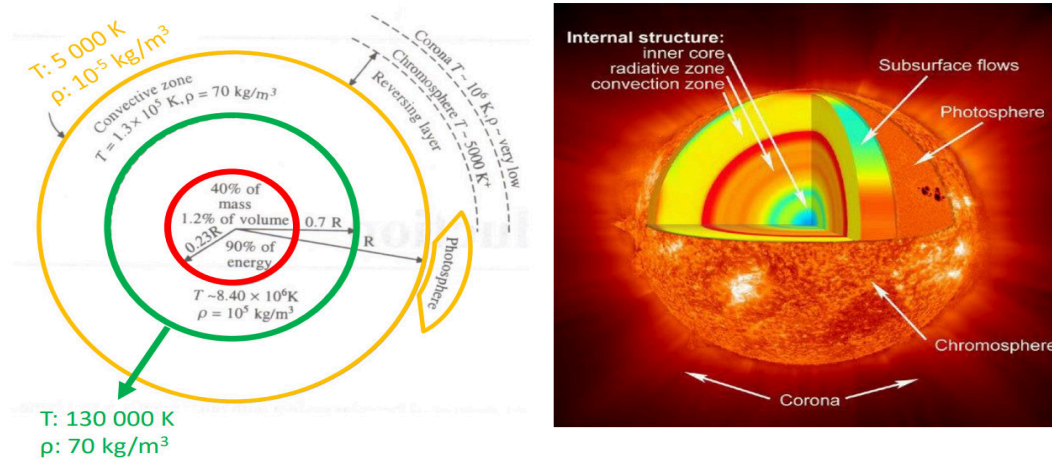 T: 5 000 K
ρ: 10⁻⁵ kg/m³
Convective zone
T = 1.3 × 10⁵ K, ρ = 70 kg/m³
Corona T ~ 10⁶ K, ρ – very low
Chromosphere T ~ 5000 K⁺
Reversing layer
40% of
mass
1.2% of volume
0.23R
90% of
energy
0.7 R
R
Photosphere
T ~8.40 × 10⁶K
ρ = 10⁵ kg/m³
T: 130 000 K
ρ: 70 kg/m³
Internal structure:
inner core
radiative zone
convection zone
Subsurface flows
Photosphere
Chromosphere
Corona